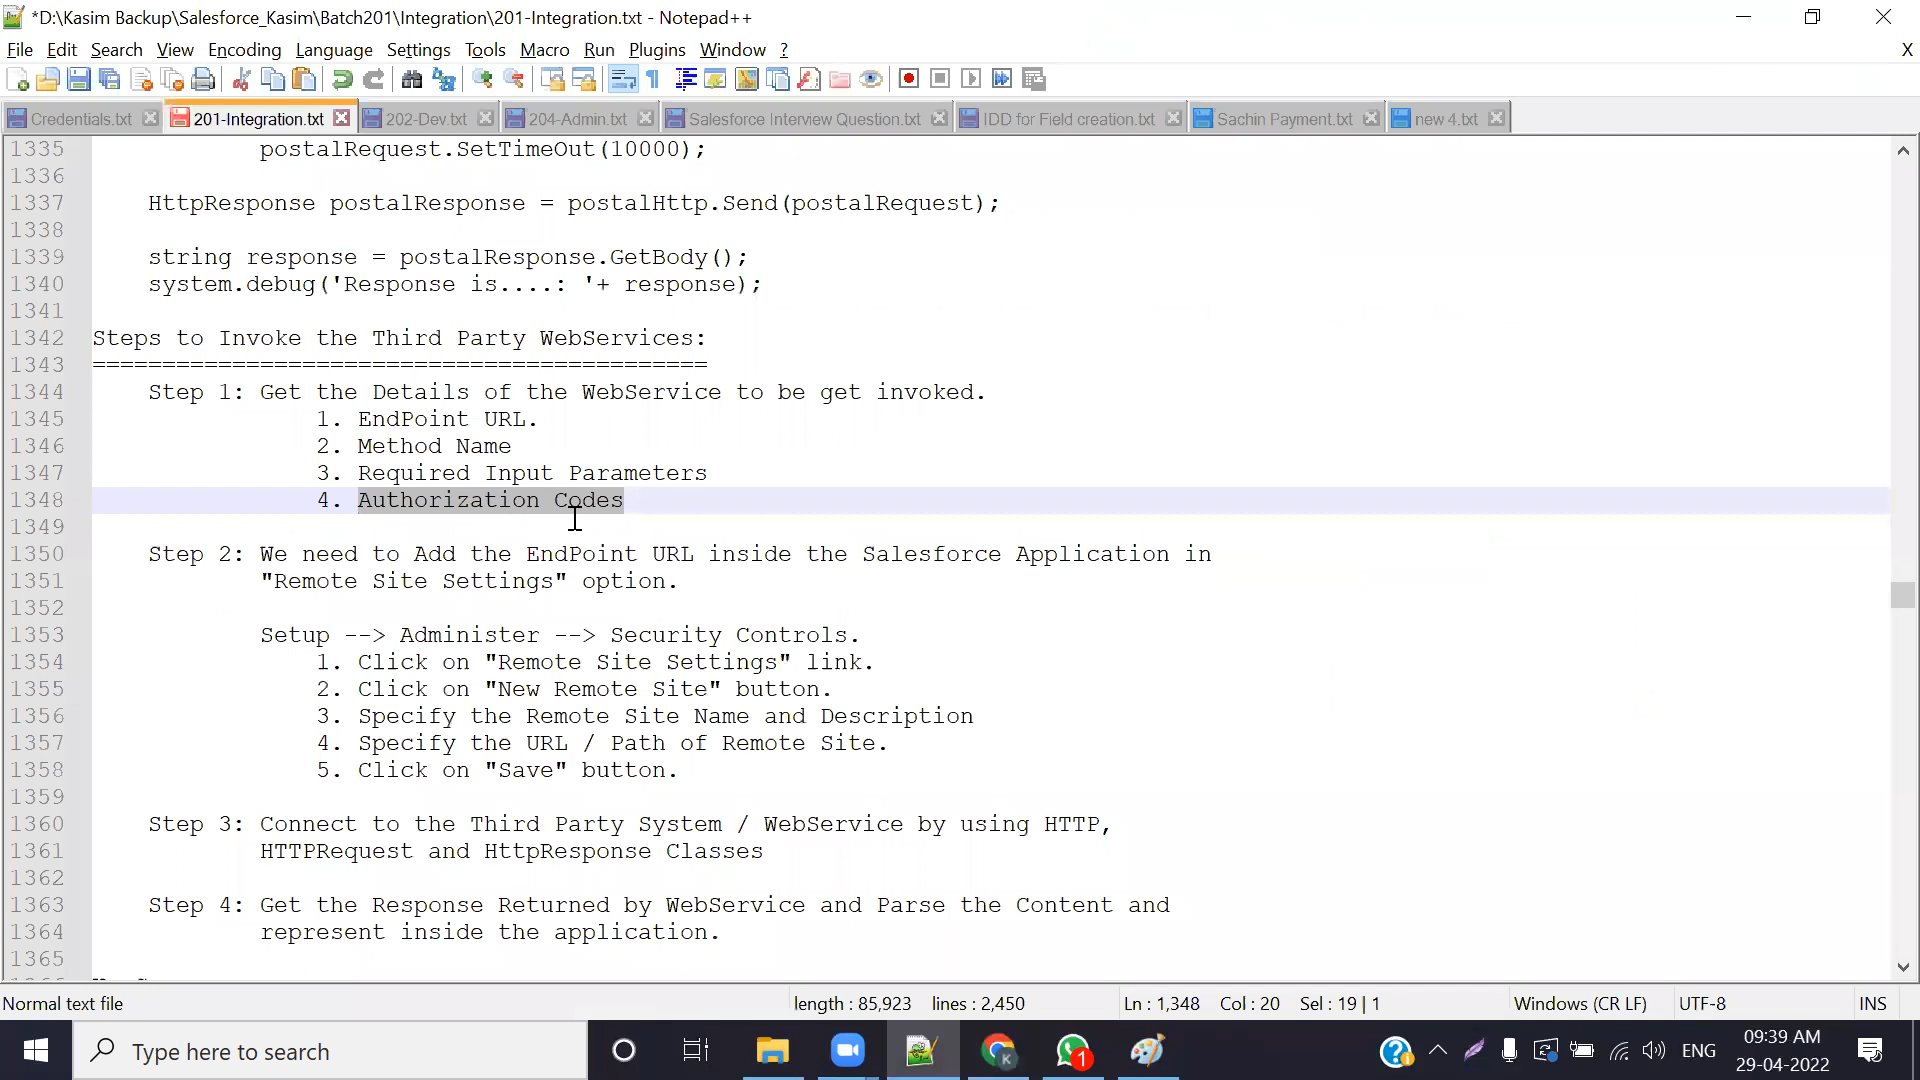 *D:\Kasim Backup\Salesforce_Kasim\Batch201\Integration\201-Integration.txt - Notepad++
File Edit Search View Encoding Language Settings Tools Macro Run Plugins Window ? X
Credentials.txt 201-Integration.txt 202-Dev.txt 204-Admin.txt Salesforce Interview Question.txt IDD for Field creation.txt Sachin Payment.txt new 4.txt
1335 postalRequest.SetTimeOut(10000);
1336
1337 HttpResponse postalResponse = postalHttp.Send(postalRequest);
1338
1339 string response = postalResponse.GetBody();
1340 system.debug('Response is....: '+ response);
1341
1342 Steps to Invoke the Third Party WebServices:
1343 ============================================
1344 Step 1: Get the Details of the WebService to be get invoked.
1345 1. EndPoint URL.
1346 2. Method Name
1347 3. Required Input Parameters
1348 4. Authorization Codes
1349
1350 Step 2: We need to Add the EndPoint URL inside the Salesforce Application in
1351 "Remote Site Settings" option.
1352
1353 Setup --> Administer --> Security Controls.
1354 1. Click on "Remote Site Settings" link.
1355 2. Click on "New Remote Site" button.
1356 3. Specify the Remote Site Name and Description
1357 4. Specify the URL / Path of Remote Site.
1358 5. Click on "Save" button.
1359
1360 Step 3: Connect to the Third Party System / WebService by using HTTP,
1361 HTTPRequest and HttpResponse Classes
1362
1363 Step 4: Get the Response Returned by WebService and Parse the Content and
1364 represent inside the application.
1365
Normal text file length : 85,923 lines : 2,450 Ln : 1,348 Col : 20 Sel : 19 | 1 Windows (CR LF) UTF-8 INS
Type here to search 1 ENG 09:39 AM
29-04-2022